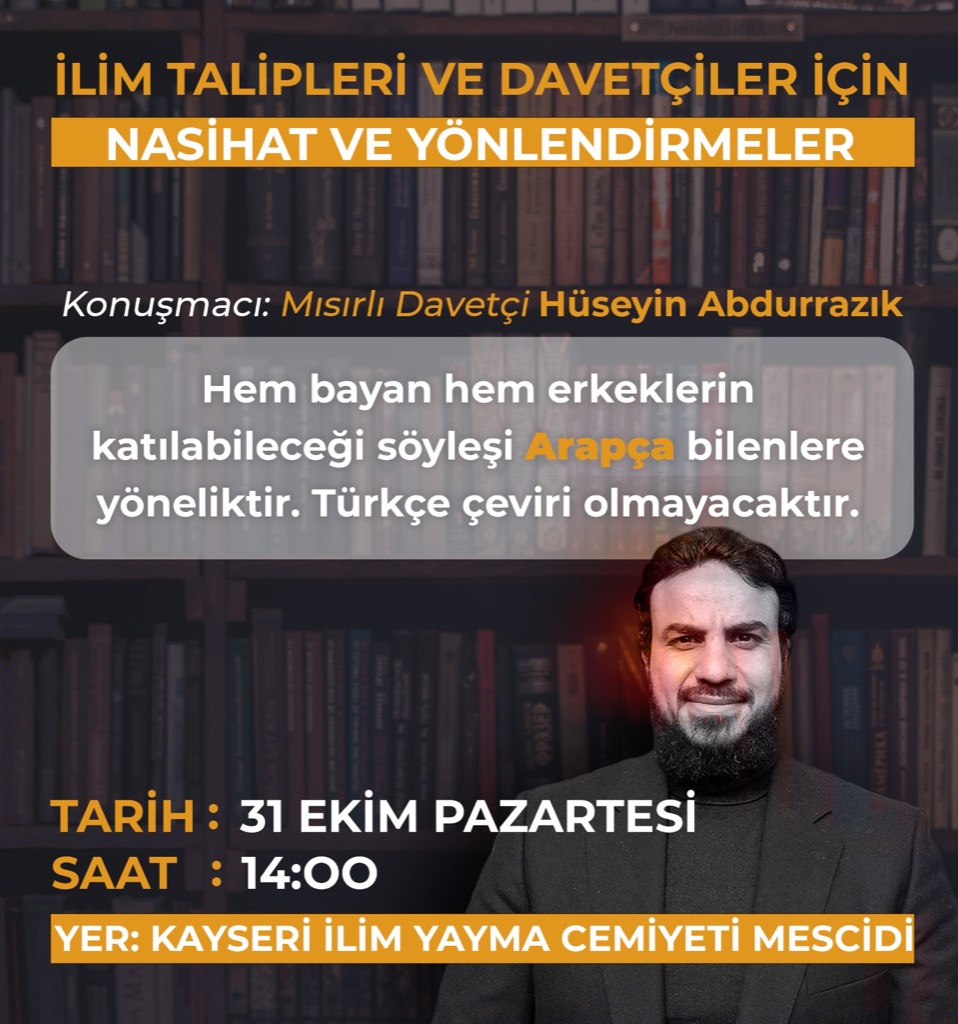 İLİM TALİPLERİ VE DAVETÇİLER İÇİN
NASİHAT VE YÖNLENDİRMELER
Konuşmacı: Mısırlı Davetçi Hüseyin Abdurrazık
Hem bayan hem erkeklerin
katılabileceği söyleşi Arapça bilenlere
yöneliktir. Türkçe çeviri olmayacaktır.
TARİH : 31 EKİM PAZARTESİ
SAAT : 14:00
YER: KAYSERİ İLİM YAYMA CEMİYETİ MESCİDİ